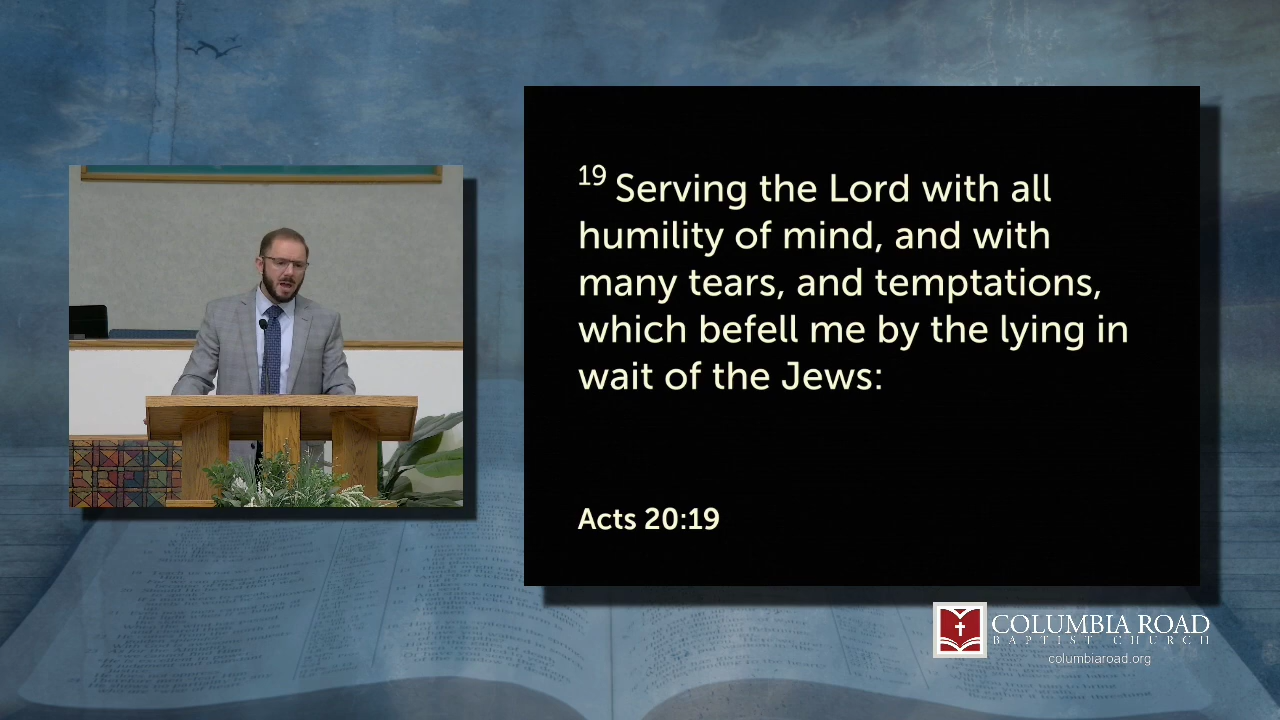 19 Serving the Lord with all
humility of mind, and with
many tears, and temptations,
which befell me by the lying in
wait of the Jews:
Acts 20:19
COLUMBIA ROAD
BAPTIST CHURCH
columbiaroad.org